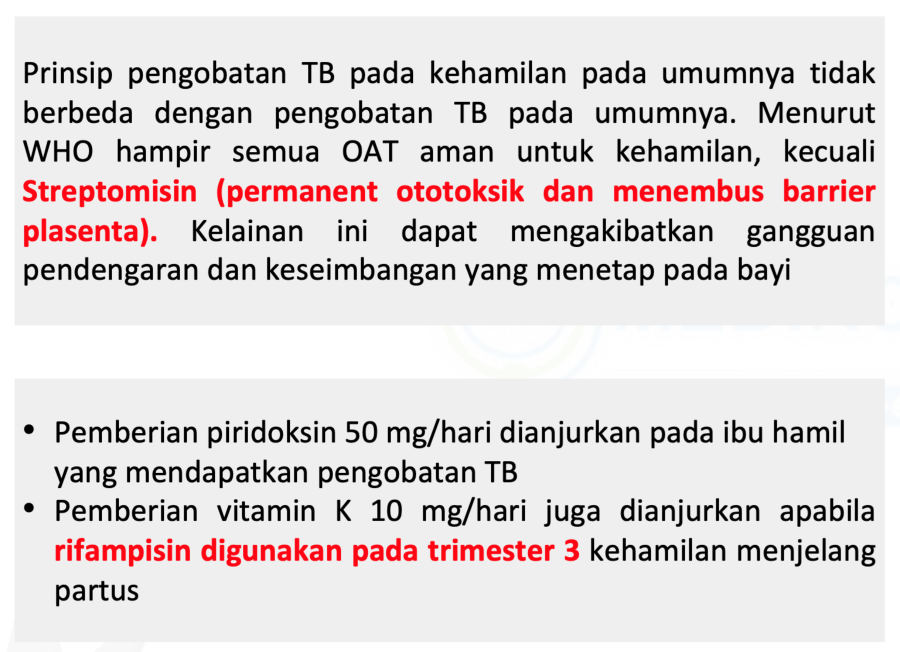 Prinsip pengobatan TB pada kehamilan pada umumnya tidak
berbeda dengan pengobatan TB pada umumnya. Menurut
WHO hampir semua OAT aman untuk kehamilan, kecuali
Streptomisin (permanent ototoksik dan menembus barrier
plasenta). Kelainan ini dapat mengakibatkan gangguan
pendengaran dan keseimbangan yang menetap pada bayi
• Pemberian piridoksin 50 mg/hari dianjurkan pada ibu hamil
yang mendapatkan pengobatan TB
• Pemberian vitamin K 10 mg/hari juga dianjurkan apabila
rifampisin digunakan pada trimester 3 kehamilan menjelang
partus